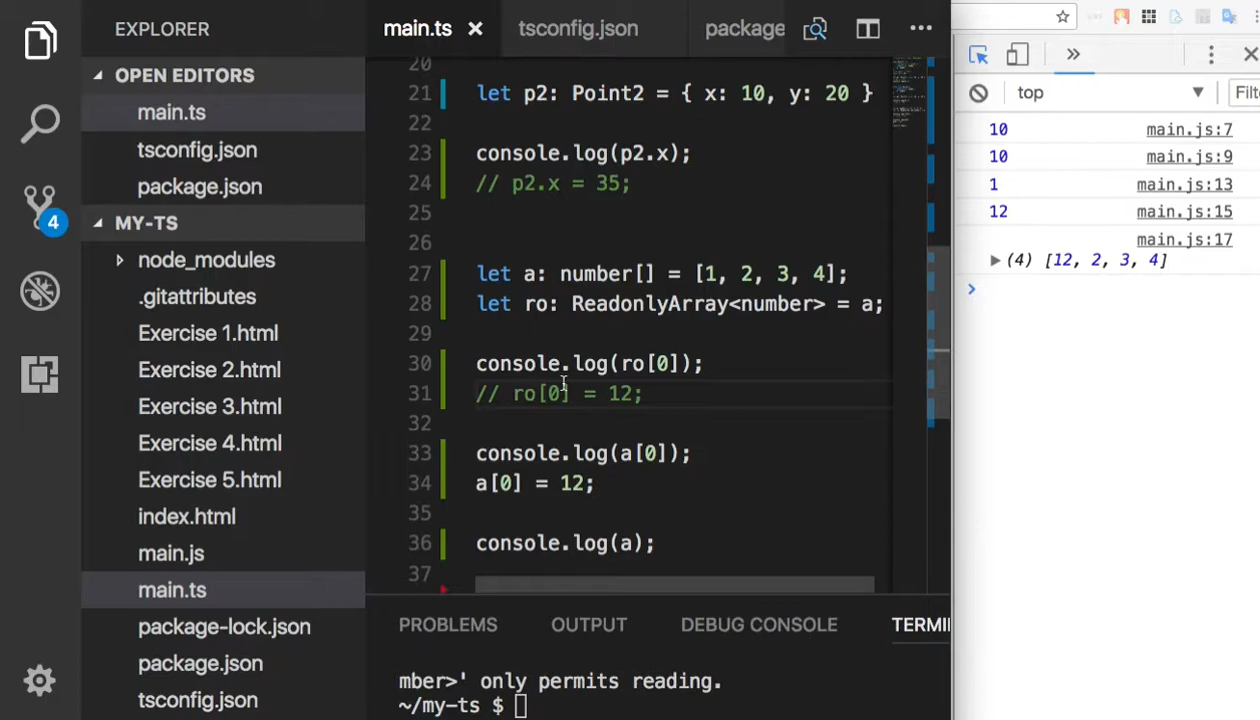 EXPLORER
OPEN EDITORS
main.ts
tsconfig.json
package.json
4
MY-TS
node_modules
.gitattributes
Exercise 1.html
Exercise 2.html
Exercise 3.html
Exercise 4.html
Exercise 5.html
index.html
main.js
main.ts
package-lock.json
package.json
tsconfig.json
main.ts tsconfig.json package
20
21 let p2: Point2 = { x: 10, y: 20 }
22
23 console.log(p2.x);
24 // p2.x = 35;
25
26
27 let a: number[] = [1, 2, 3, 4];
28 let ro: ReadonlyArray<number> = a;
29
30 console.log(ro[0]);
31 // ro[0] = 12;
32
33 console.log(a[0]);
34 a[0] = 12;
35
36 console.log(a);
37
PROBLEMS OUTPUT DEBUG CONSOLE TERMI
mber>' only permits reading.
~/my-ts $
top Filt
10 main.js:7
10 main.js:9
1 main.js:13
12 main.js:15
main.js:17
(4) [12, 2, 3, 4]